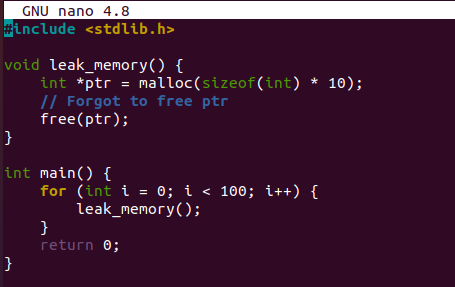 GNU nano 4.8
#include <stdlib.h>
void leak_memory() {
    int *ptr = malloc(sizeof(int) * 10);
    // Forgot to free ptr
    free(ptr);
}
int main() {
    for (int i = 0; i < 100; i++) {
        leak_memory();
    }
    return 0;
}